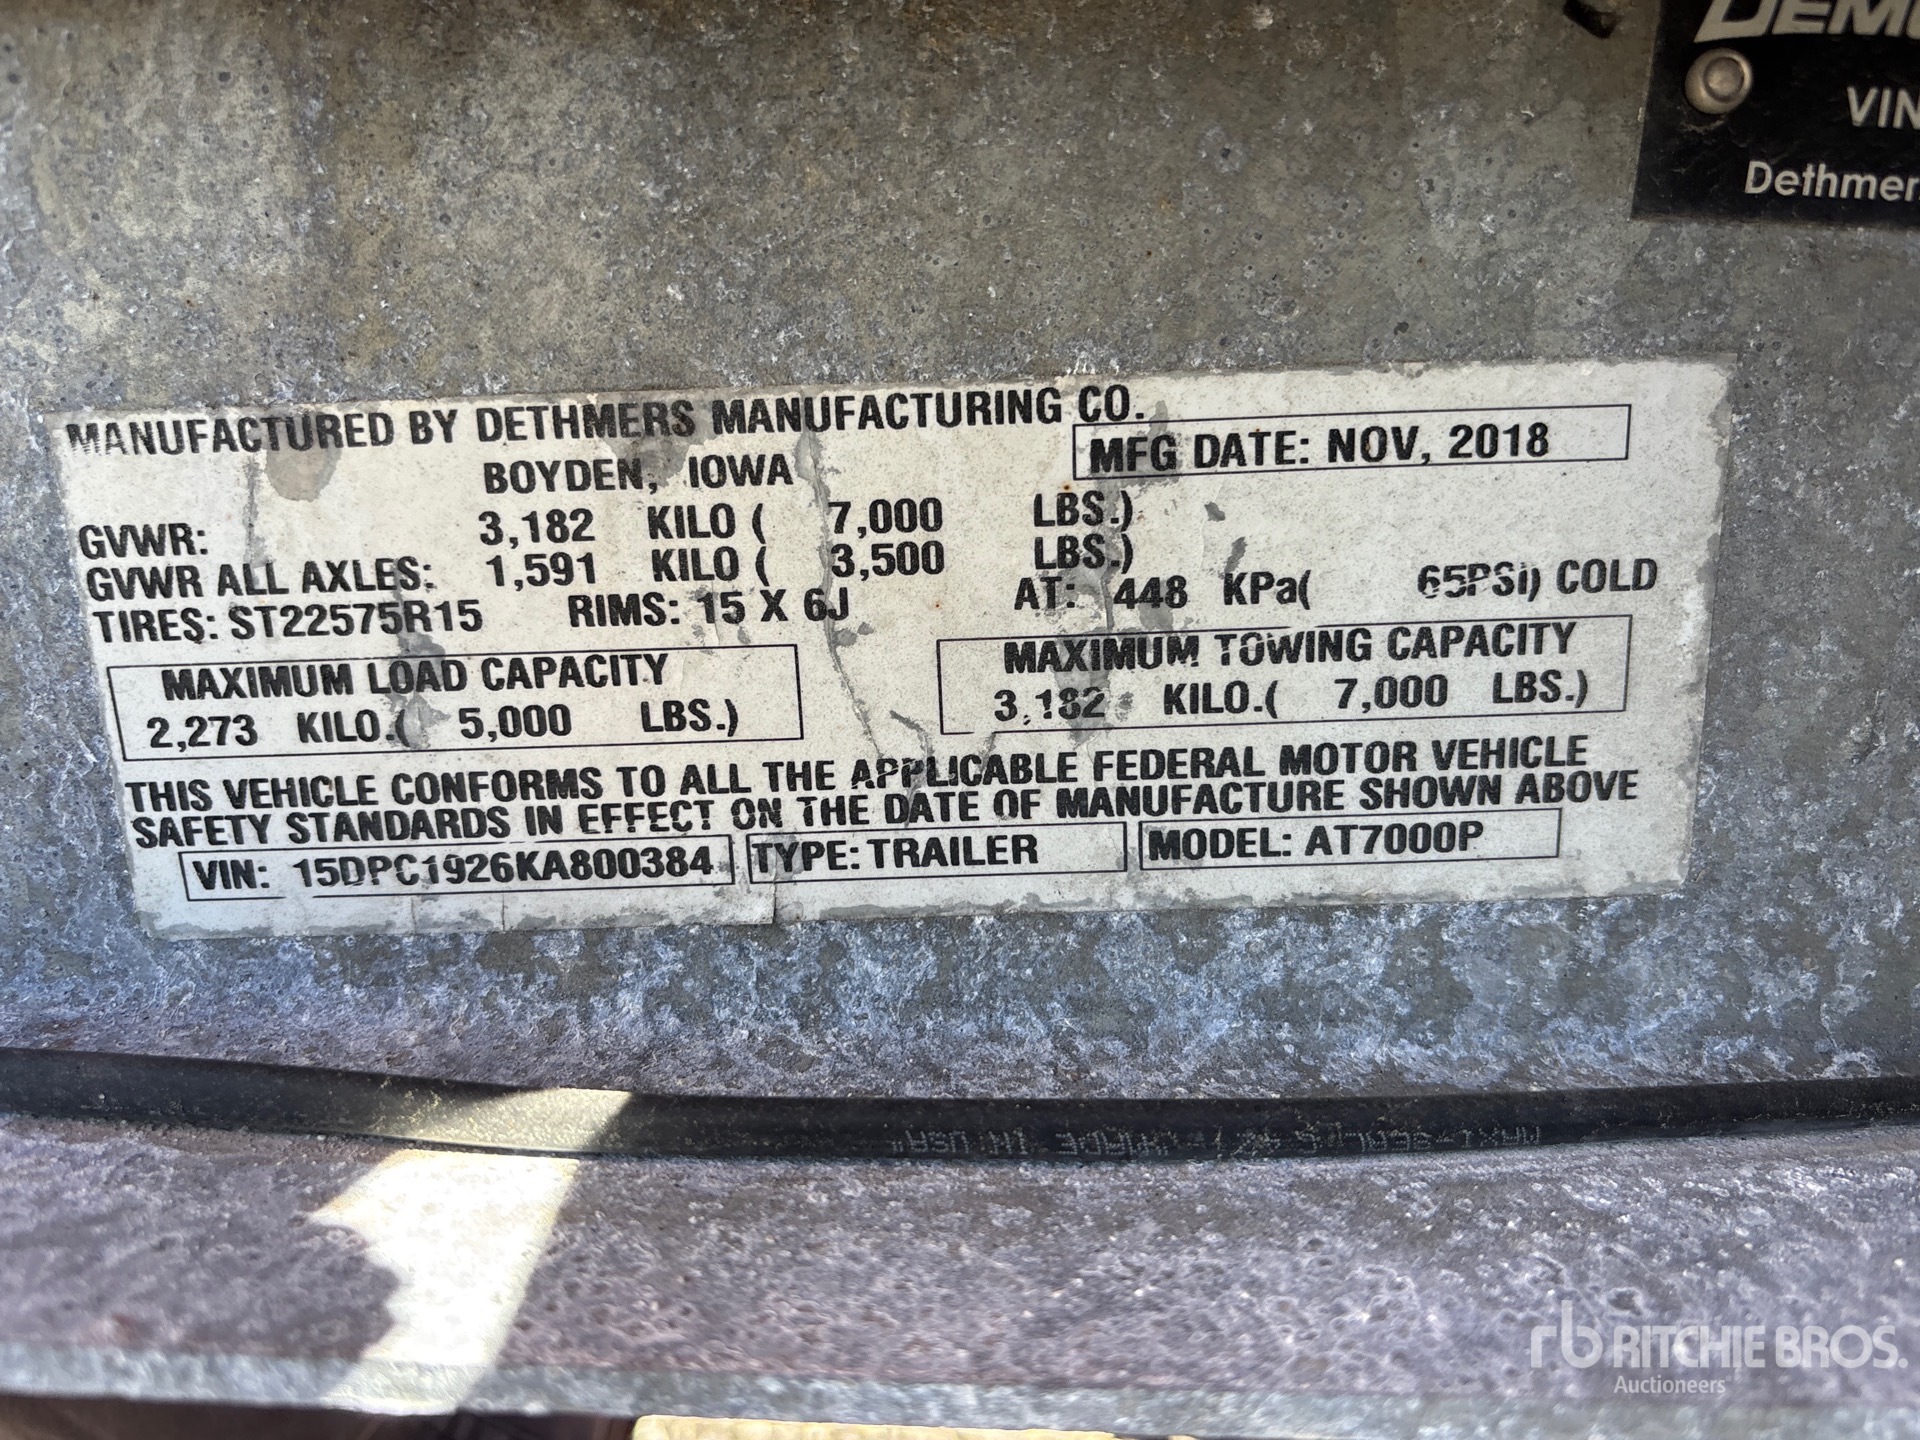 VIN
Dethmers
MANUFACTURED BY DETHMERS MANUFACTURING CO.
BOYDEN, IOWA
MFG DATE: NOV, 2018
GVWR: 3,182 KILO ( 7,000 LBS.)
GVWR ALL AXLES: 1,591 KILO ( 3,500 LBS.)
TIRES: ST22575R15 RIMS: 15 X 6J AT: 448 KPa( 65PSi) COLD
MAXIMUM LOAD CAPACITY
2,273 KILO.( 5,000 LBS.)
MAXIMUM TOWING CAPACITY
3,182 KILO.( 7,000 LBS.)
THIS VEHICLE CONFORMS TO ALL THE APPLICABLE FEDERAL MOTOR VEHICLE
SAFETY STANDARDS IN EFFECT ON THE DATE OF MANUFACTURE SHOWN ABOVE
VIN: 15DPC1926KA800384 TYPE: TRAILER MODEL: AT7000P
rb RITCHIE BROS.
Auctioneers